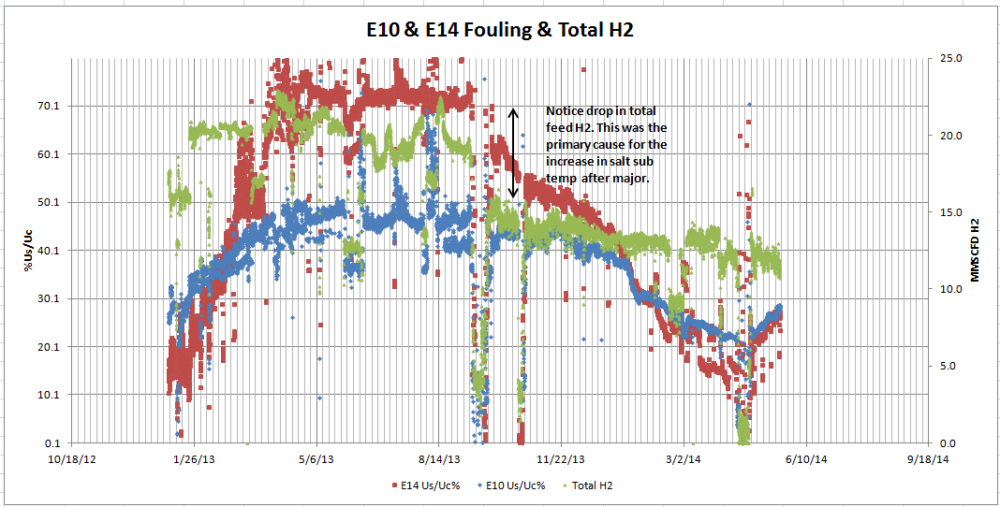 E10 & E14 Fouling & Total H2
25.0
70.1
Notice drop in total
feed H2. This was the
primary cause for the
increase in salt sub
temp after major.
20.0
60.1
50.1
15.0
%Us/Uc
MMSCFD H2
40.1
10.0
30.1
20.1
5.0
10.1
0.1
0.0
10/18/12
1/26/13
5/6/13
8/14/13
11/22/13
3/2/14
6/10/14
9/18/14
E14 Us/Uc%
E10 Us/Uc%
Total H2